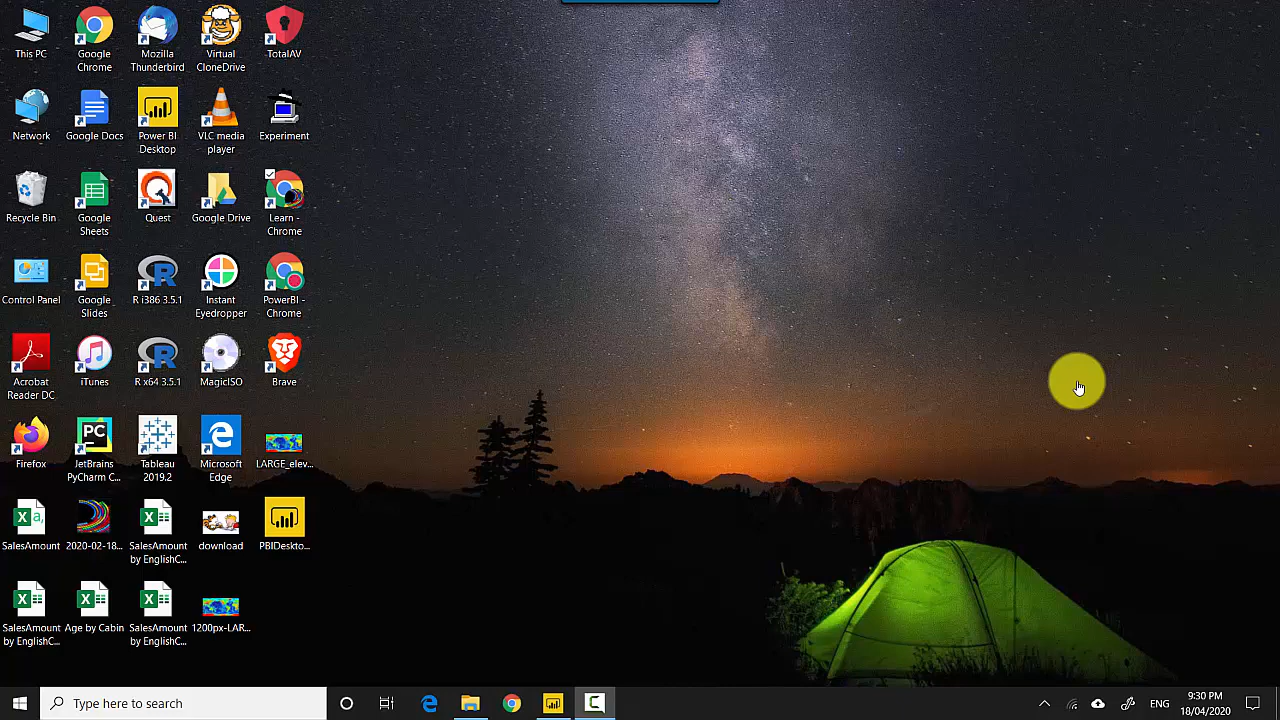 This PC
Google
Chrome
Mozilla
Thunderbird
Virtual
CloneDrive
TotalAV
Network
Google Docs
Power BI
Desktop
VLC media
player
Experiment
Recycle Bin
Google
Sheets
Quest
Google Drive
Learn -
Chrome
Control Panel
Google
Slides
R i386 3.5.1
Instant
Eyedropper
PowerBI -
Chrome
Acrobat
Reader DC
iTunes
R x64 3.5.1
MagicISO
Brave
Firefox
PC
JetBrains
PyCharm C...
Tableau
2019.2
Microsoft
Edge
LARGE_elev...
SalesAmount
2020-02-18...
SalesAmount
by EnglishC...
download
PBIDeskto...
SalesAmount
by EnglishC...
Age by Cabin
SalesAmount
by EnglishC...
1200px-LAR...
Type here to search
ENG
9:30 PM
18/04/2020